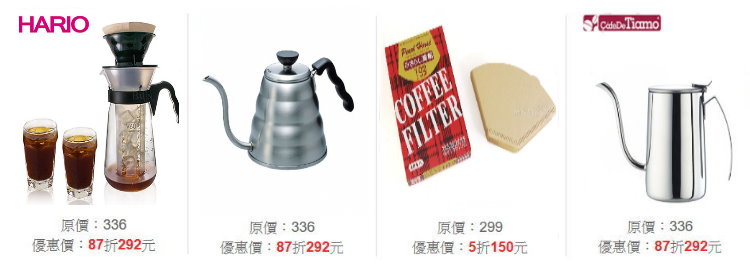 HARIO
原價：336
優惠價：87折292元
原價：336
優惠價：87折292元
Pearl Horse
COFFEE
FILTER
原價：299
優惠價：5折150元
CafeDeTiamo
原價：336
優惠價：87折292元